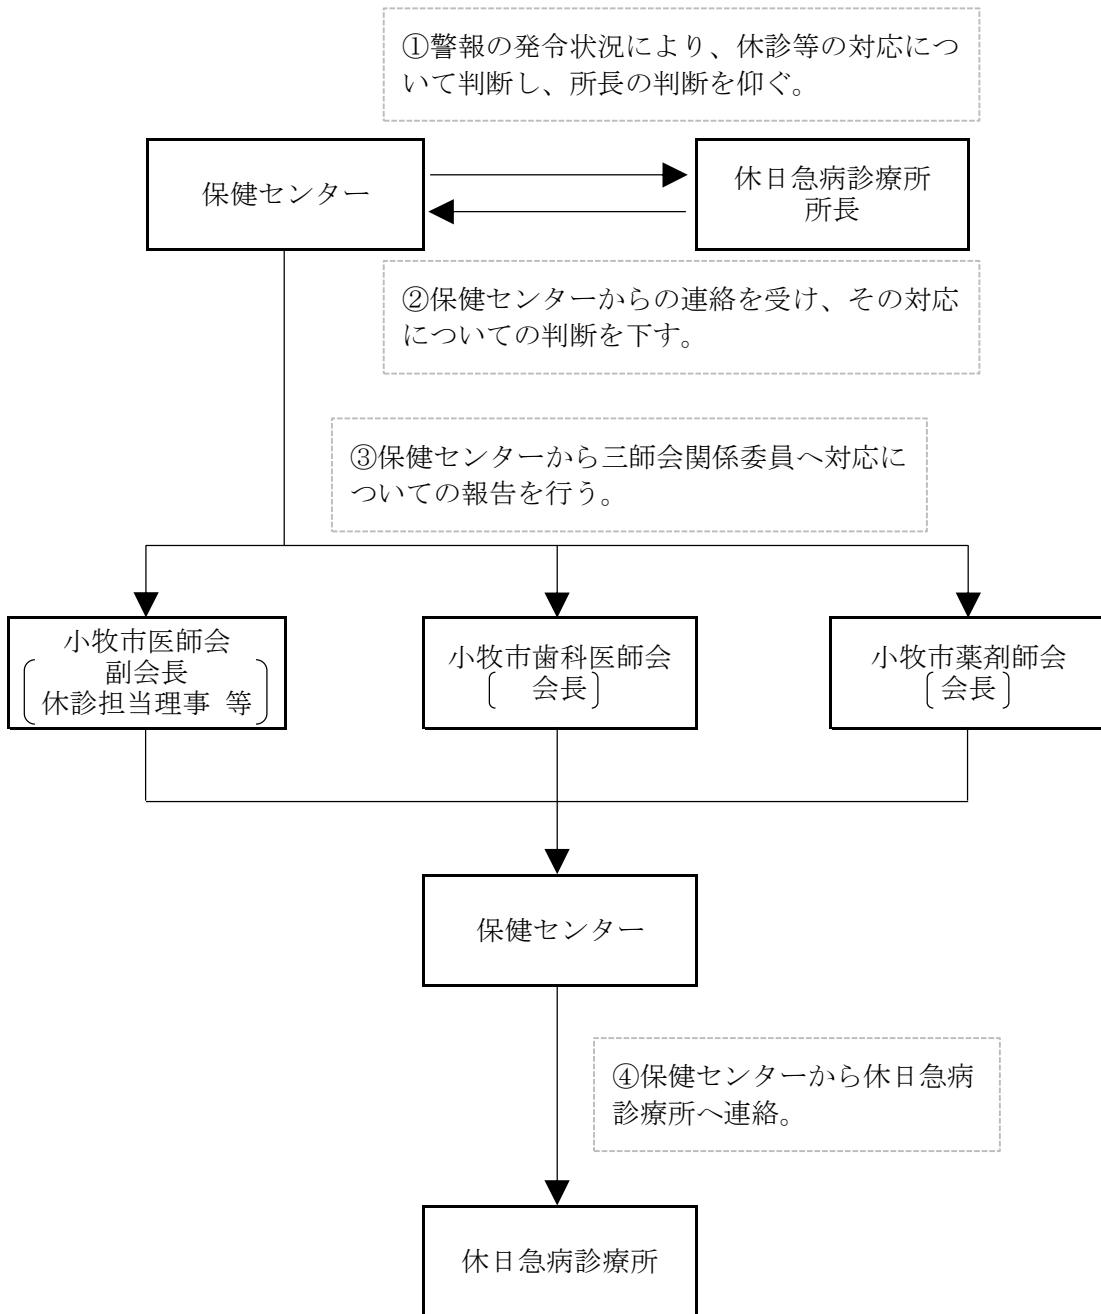 ①警報の発令状況により、休診等の対応につ
いて判断し、所長の判断を仰ぐ。
保健センター
休日急病診療所
所長
②保健センターからの連絡を受け、その対応
についての判断を下す。
③保健センターから三師会関係委員へ対応に
ついての報告を行う。
小牧市医師会
副会長
休診担当理事 等
小牧市歯科医師会
会長
小牧市薬剤師会
会長
保健センター
④保健センターから休日急病
診療所へ連絡。
休日急病診療所